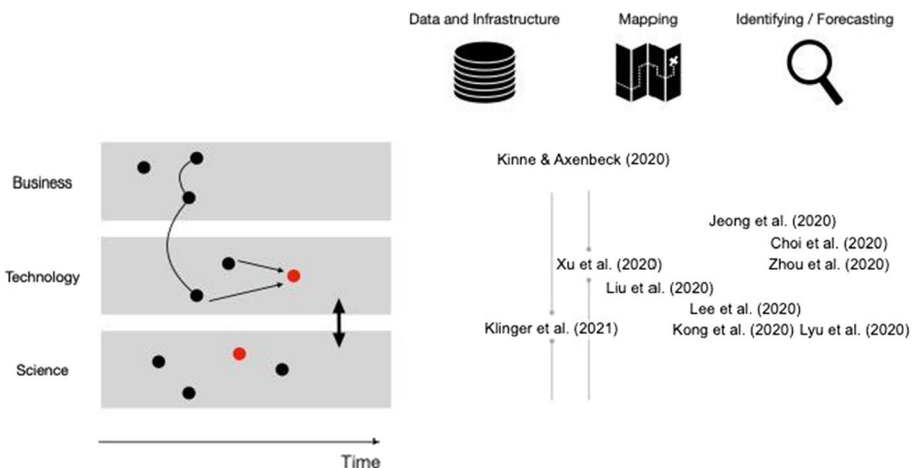 Data and Infrastructure
Mapping
Identifying / Forecasting
Business
Technology
Science
Time
Kinne & Axenbeck (2020)
Jeong et al. (2020)
Choi et al. (2020)
Xu et al. (2020)
Zhou et al. (2020)
Liu et al. (2020)
Lee et al. (2020)
Klinger et al. (2021)
Kong et al. (2020) Lyu et al. (2020)